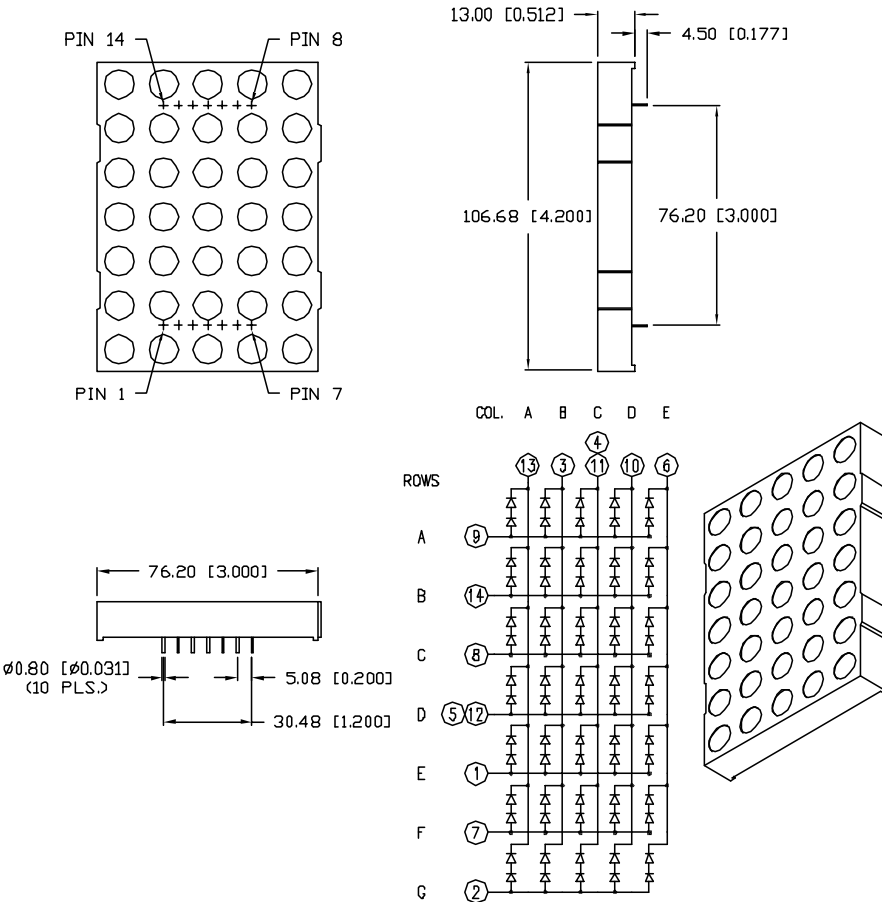 13.00 [0.512]
4.50 [0.177]
PIN 14
PIN 8
106.68 [4.200]
76.20 [3.000]
PIN 1
PIN 7
COL. A B C D E
4
13 3 11 10 6
ROWS
A 9
B 14
C 8
D 5 12
E 1
F 7
G 2
76.20 [3.000]
ø0.80 [ø0.031]
(10 PLS.)
5.08 [0.200]
30.48 [1.200]